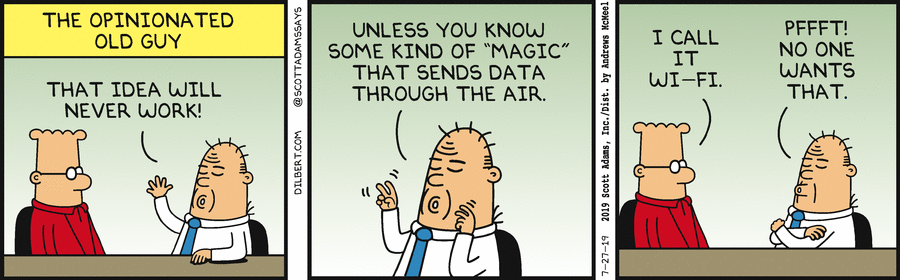 THE OPINIONATED
OLD GUY
THAT IDEA WILL
NEVER WORK!
DILBERT.COM @SCOTTADAMSSAYS
UNLESS YOU KNOW
SOME KIND OF "MAGIC"
THAT SENDS DATA
THROUGH THE AIR.
7-27-19 2019 Scott Adams, Inc./Dist. by Andrews McMeel
I CALL
IT
WI-FI.
PFFFT!
NO ONE
WANTS
THAT.